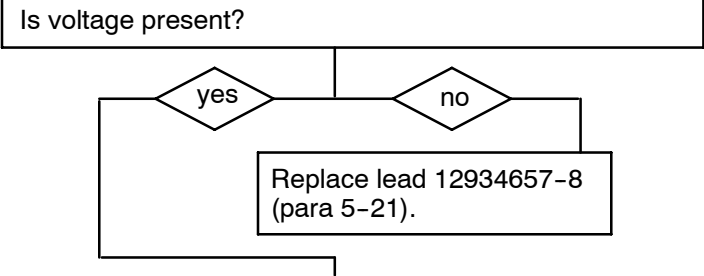 Is voltage present?
yes
no
Replace lead 12934657-8
(para 5-21).